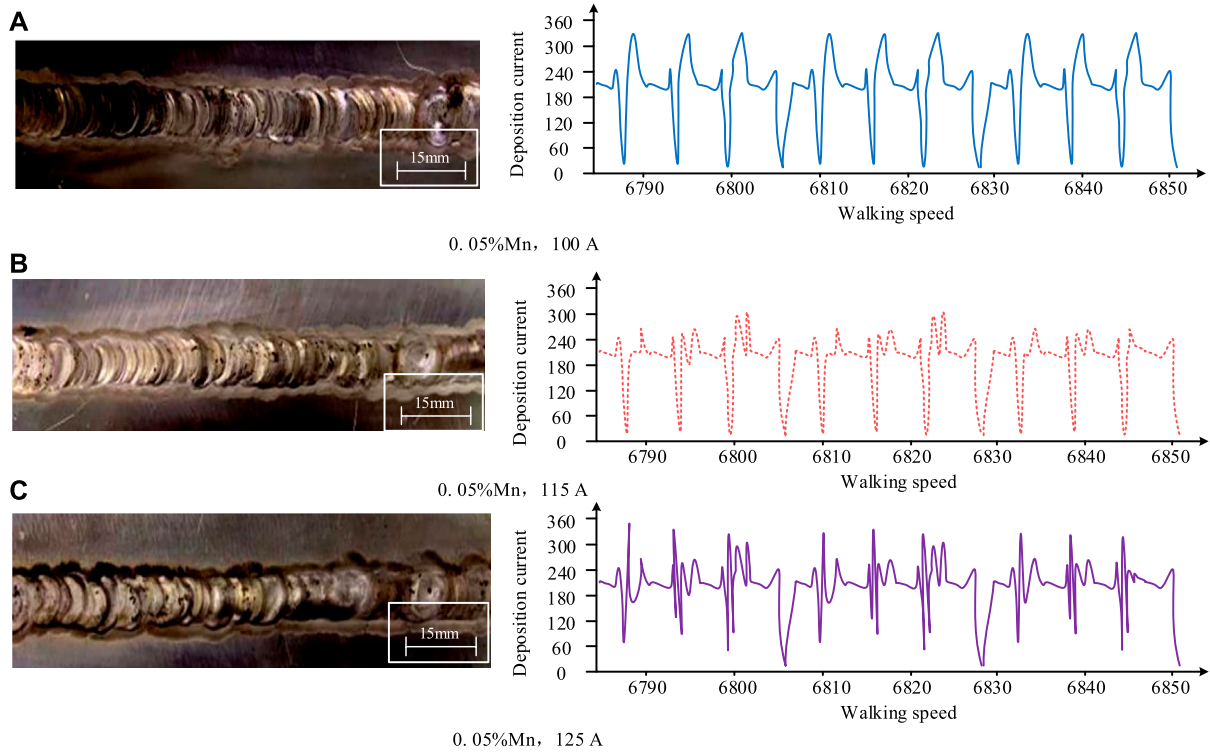 A
15mm
Deposition current
360
300
240
180
120
60
0
6790 6800 6810 6820 6830 6840 6850
Walking speed
0. 05%Mn, 100 A
B
15mm
Deposition current
360
300
240
180
120
60
0
6790 6800 6810 6820 6830 6840 6850
Walking speed
0. 05%Mn, 115 A
C
15mm
Deposition current
360
300
240
180
120
60
0
6790 6800 6810 6820 6830 6840 6850
Walking speed
0. 05%Mn, 125 A